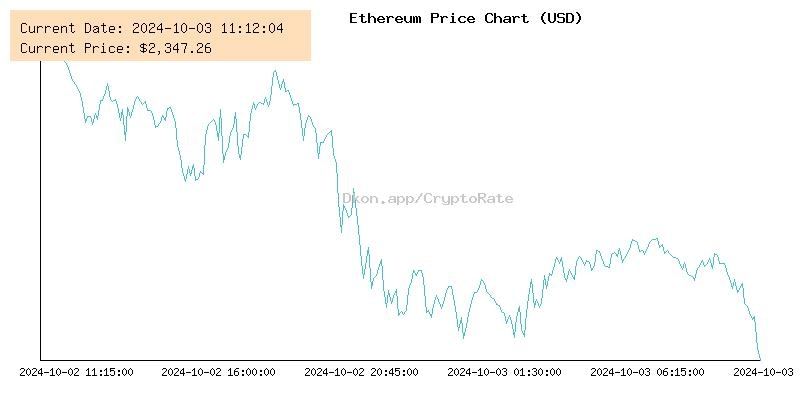 Ethereum Price Chart (USD)
Current Date: 2024-10-03 11:12:04
Current Price: $2,347.26
Dkon.app/CryptoRate
2024-10-02 11:15:00 2024-10-02 16:00:00 2024-10-02 20:45:00 2024-10-03 01:30:00 2024-10-03 06:15:00 2024-10-03